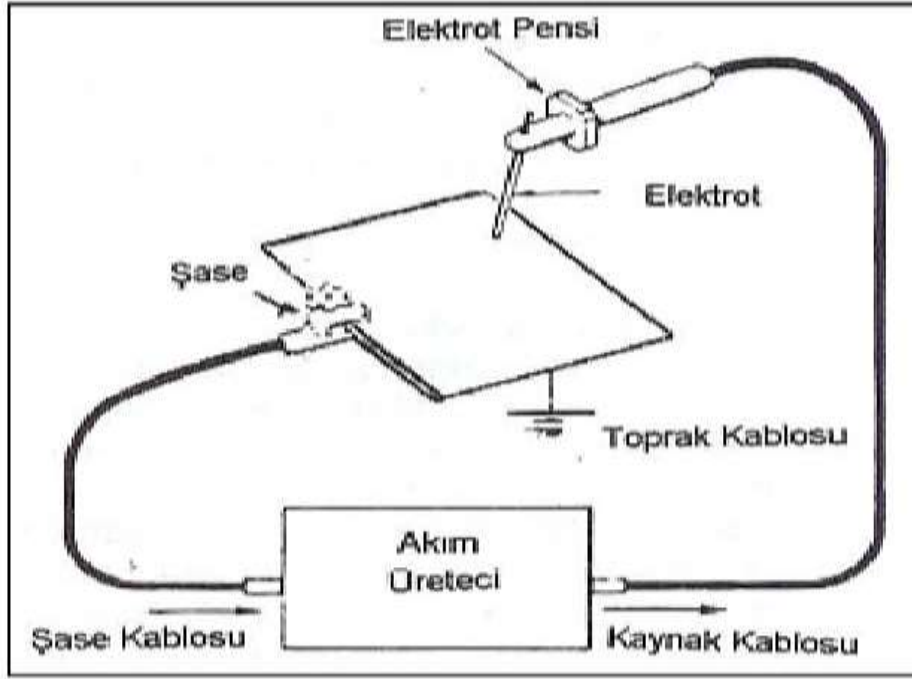 Elektrot Pensi
Elektrot
Şase
Toprak Kablosu
Akım
Üreteci
Şase Kablosu
Kaynak Kablosu